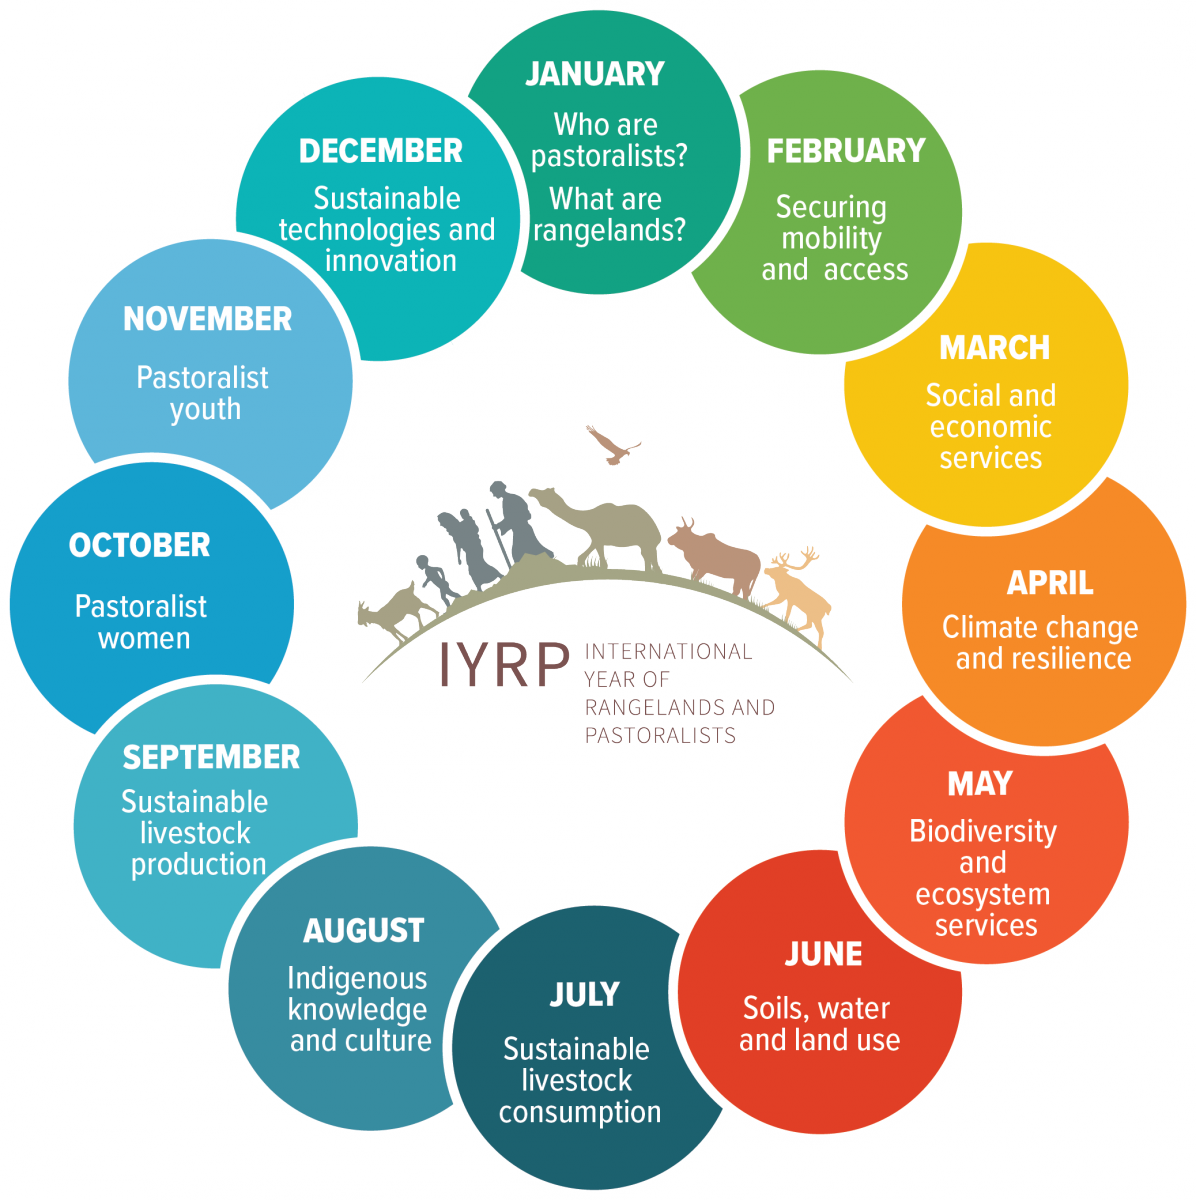 JANUARY
Who are
pastoralists?
What are
rangelands?
FEBRUARY
Securing
mobility
and access
MARCH
Social and
economic
services
APRIL
Climate change
and resilience
MAY
Biodiversity
and
ecosystem
services
JUNE
Soils, water
and land use
JULY
Sustainable
livestock
consumption
AUGUST
Indigenous
knowledge
and culture
SEPTEMBER
Sustainable
livestock
production
OCTOBER
Pastoralist
women
NOVEMBER
Pastoralist
youth
DECEMBER
Sustainable
technologies and
innovation
IYRP
INTERNATIONAL
YEAR OF
RANGELANDS AND
PASTORALISTS